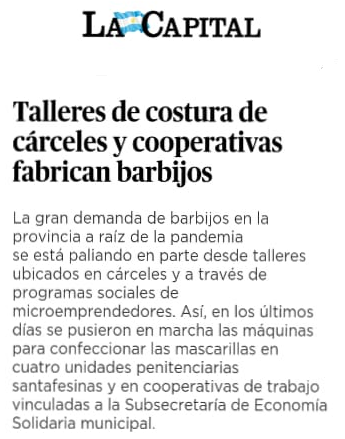 LA CAPITAL
Talleres de costura de
cárceles y cooperativas
fabrican barbijos
La gran demanda de barbijos en la
provincia a raíz de la pandemia
se está paliando en parte desde talleres
ubicados en cárceles y a través de
programas sociales de
microemprendedores. Así, en los últimos
días se pusieron en marcha las máquinas
para confeccionar las mascarillas en
cuatro unidades penitenciarias
santafesinas y en cooperativas de trabajo
vinculadas a la Subsecretaría de Economía
Solidaria municipal.